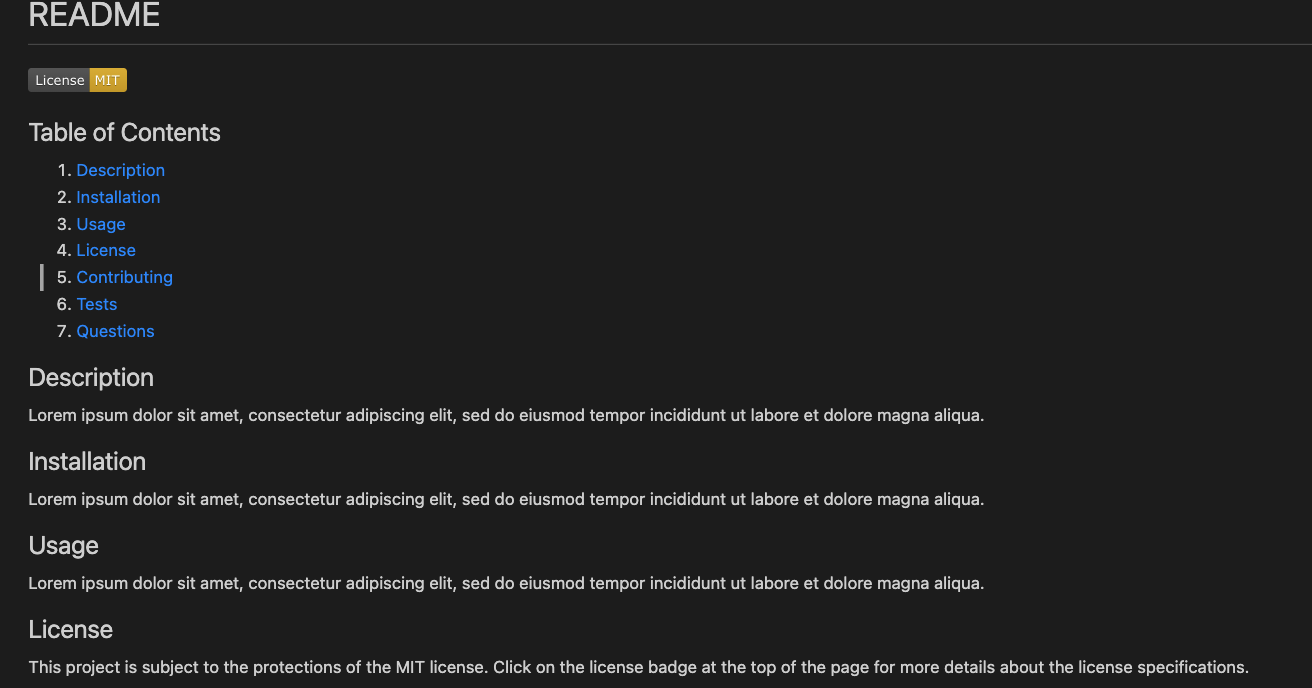 README
License MIT
Table of Contents
1. Description
2. Installation
3. Usage
4. License
5. Contributing
6. Tests
7. Questions
Description
Lorem ipsum dolor sit amet, consectetur adipiscing elit, sed do eiusmod tempor incididunt ut labore et dolore magna aliqua.
Installation
Lorem ipsum dolor sit amet, consectetur adipiscing elit, sed do eiusmod tempor incididunt ut labore et dolore magna aliqua.
Usage
Lorem ipsum dolor sit amet, consectetur adipiscing elit, sed do eiusmod tempor incididunt ut labore et dolore magna aliqua.
License
This project is subject to the protections of the MIT license. Click on the license badge at the top of the page for more details about the license specifications.